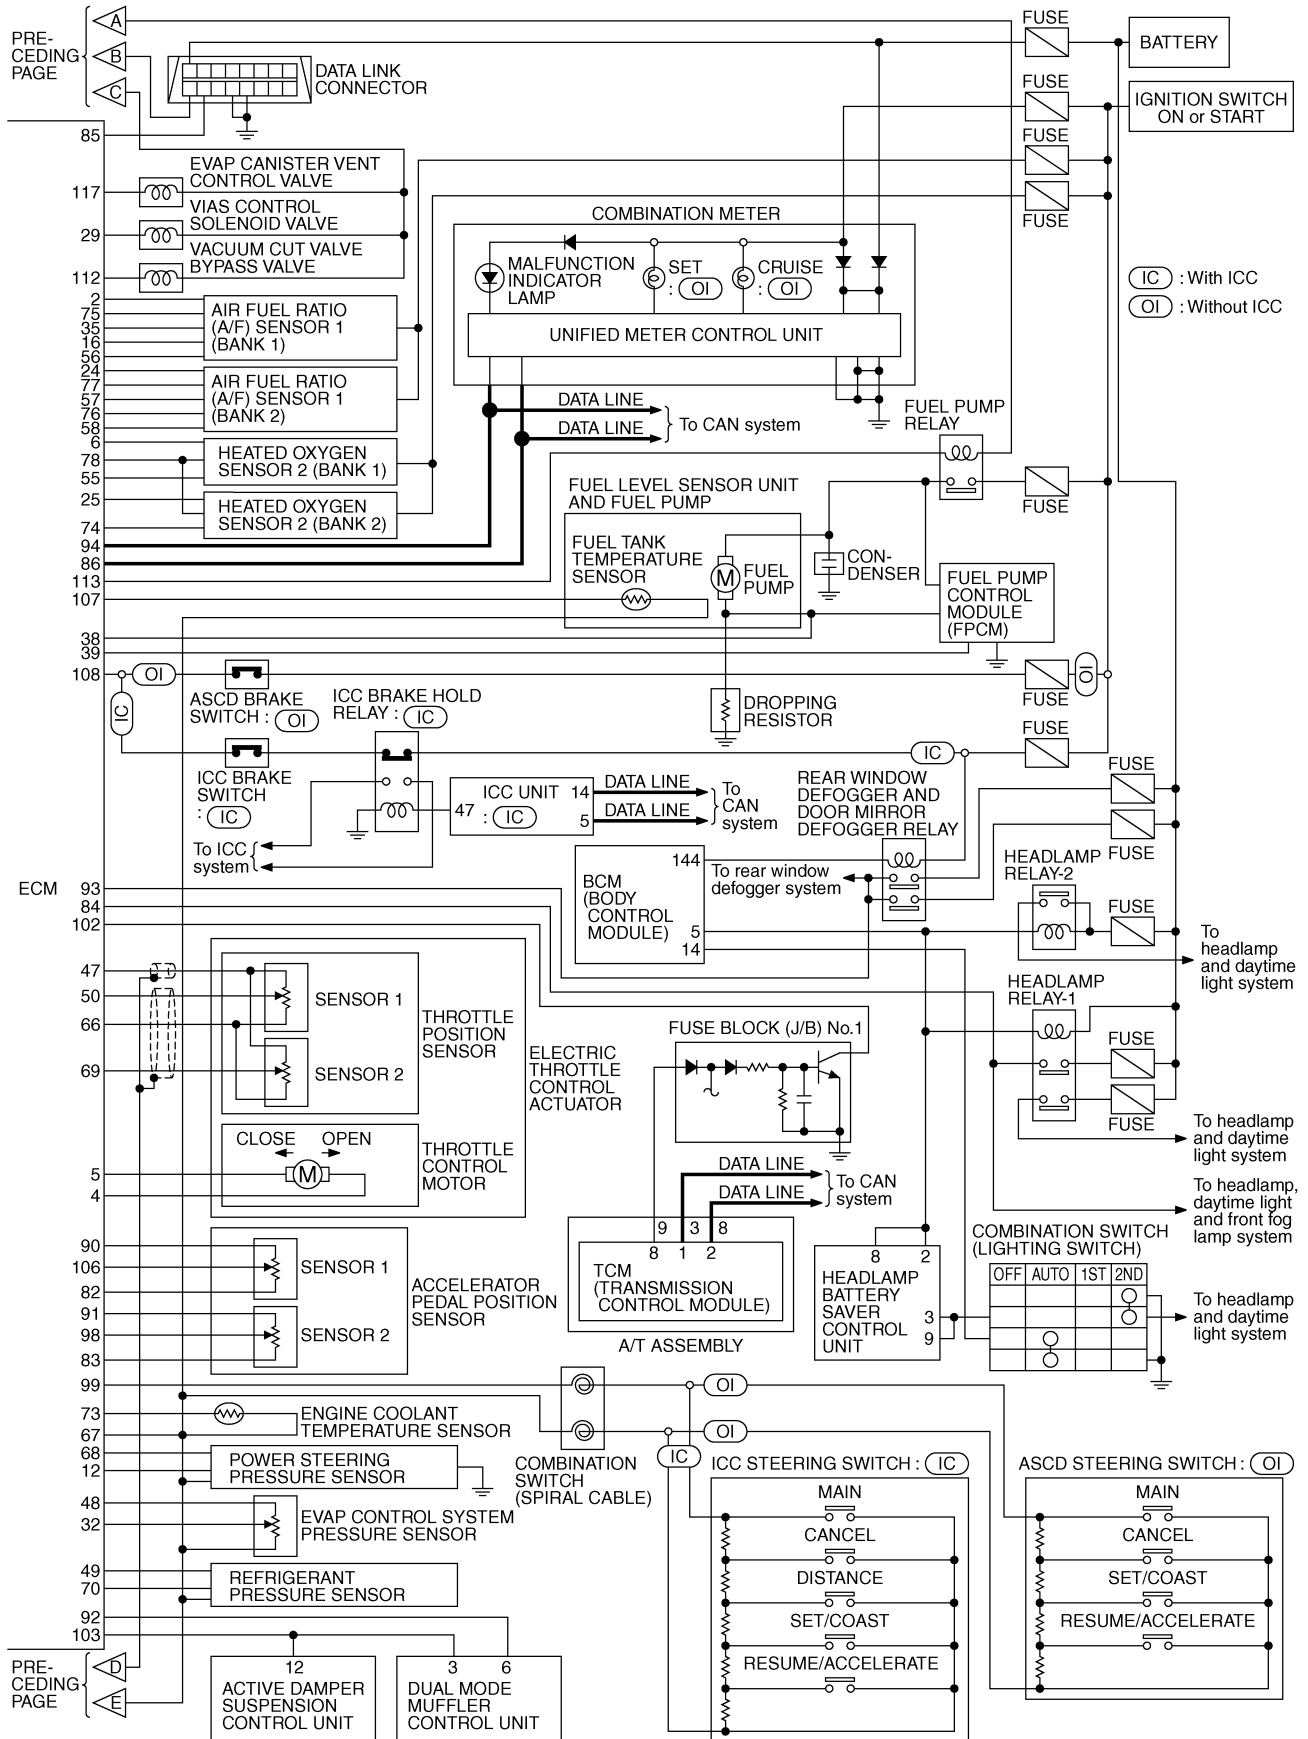 PRE-
CEDING
PAGE
A
B
C
DATA LINK
CONNECTOR
FUSE
BATTERY
FUSE
IGNITION SWITCH
ON or START
FUSE
85
EVAP CANISTER VENT
CONTROL VALVE
117
VIAS CONTROL
SOLENOID VALVE
29
VACUUM CUT VALVE
BYPASS VALVE
112
COMBINATION METER
MALFUNCTION
INDICATOR
LAMP
SET
: OI
CRUISE
: OI
UNIFIED METER CONTROL UNIT
IC : With ICC
OI : Without ICC
2
75
35
16
56
AIR FUEL RATIO
(A/F) SENSOR 1
(BANK 1)
24
77
57
76
58
AIR FUEL RATIO
(A/F) SENSOR 1
(BANK 2)
6
78
55
HEATED OXYGEN
SENSOR 2 (BANK 1)
25
74
HEATED OXYGEN
SENSOR 2 (BANK 2)
94
86
113
107
38
39
108
DATA LINE
DATA LINE
To CAN system
FUEL PUMP
RELAY
FUSE
FUEL LEVEL SENSOR UNIT
AND FUEL PUMP
FUEL TANK
TEMPERATURE
SENSOR
M
FUEL
PUMP
CON-
DENSER
FUEL PUMP
CONTROL
MODULE
(FPCM)
OI
IC
ASCD BRAKE
SWITCH : OI
ICC BRAKE HOLD
RELAY : IC
DROPPING
RESISTOR
FUSE
OI
FUSE
IC
ICC BRAKE
SWITCH
: IC
To ICC
system
47
ICC UNIT
: IC
14
5
DATA LINE
DATA LINE
To
CAN
system
REAR WINDOW
DEFOGGER AND
DOOR MIRROR
DEFOGGER RELAY
FUSE
FUSE
ECM
93
84
102
BCM
(BODY
CONTROL
MODULE)
144
5
14
To rear window
defogger system
HEADLAMP
RELAY-2
FUSE
To
headlamp
and daytime
light system
HEADLAMP
RELAY-1
FUSE
FUSE
47
50
66
69
SENSOR 1
SENSOR 2
THROTTLE
POSITION
SENSOR
ELECTRIC
THROTTLE
CONTROL
ACTUATOR
CLOSE
OPEN
M
THROTTLE
CONTROL
MOTOR
5
4
FUSE BLOCK (J/B) No.1
DATA LINE
DATA LINE
To CAN
system
9
3
8
8
1
2
TCM
(TRANSMISSION
CONTROL MODULE)
A/T ASSEMBLY
To headlamp
and daytime
light system
To headlamp,
daytime light
and front fog
lamp system
8
2
HEADLAMP
BATTERY
SAVER
CONTROL
UNIT
3
9
COMBINATION SWITCH
(LIGHTING SWITCH)
OFF AUTO 1ST 2ND
To headlamp
and daytime
light system
90
106
82
91
98
83
SENSOR 1
SENSOR 2
ACCELERATOR
PEDAL POSITION
SENSOR
99
73
67
ENGINE COOLANT
TEMPERATURE SENSOR
68
12
POWER STEERING
PRESSURE SENSOR
COMBINATION
SWITCH
(SPIRAL CABLE)
OI
OI
IC
48
32
EVAP CONTROL SYSTEM
PRESSURE SENSOR
49
70
REFRIGERANT
PRESSURE SENSOR
92
103
ICC STEERING SWITCH : IC
MAIN
CANCEL
DISTANCE
SET/COAST
RESUME/ACCELERATE
ASCD STEERING SWITCH : OI
MAIN
CANCEL
SET/COAST
RESUME/ACCELERATE
PRE-
CEDING
PAGE
D
E
12
ACTIVE DAMPER
SUSPENSION
CONTROL UNIT
3
6
DUAL MODE
MUFFLER
CONTROL UNIT